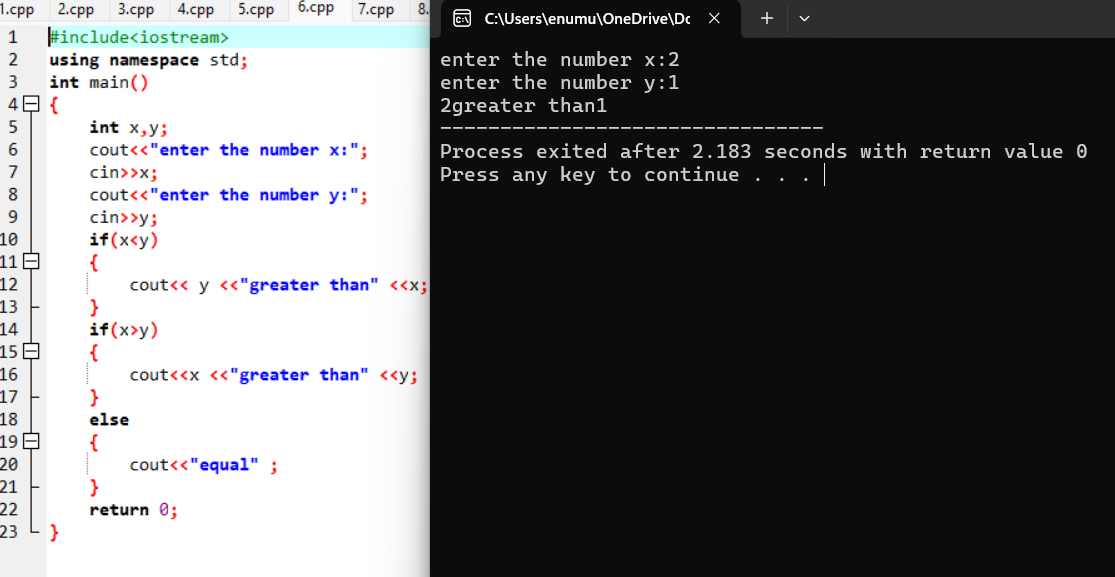 1.cpp 2.cpp 3.cpp 4.cpp 5.cpp 6.cpp 7.cpp 8.
1 #include<iostream>
2 using namespace std;
3 int main()
4 {
5 int x,y;
6 cout<<"enter the number x:";
7 cin>>x;
8 cout<<"enter the number y:";
9 cin>>y;
10 if(x<y)
11 {
12 cout<< y <<"greater than" <<x;
13 }
14 if(x>y)
15 {
16 cout<<x <<"greater than" <<y;
17 }
18 else
19 {
20 cout<<"equal" ;
21 }
22 return 0;
23 }
C:\Users\enumu\OneDrive\Dc
enter the number x:2
enter the number y:1
2greater than1
--------------------------------
Process exited after 2.183 seconds with return value 0
Press any key to continue . . .